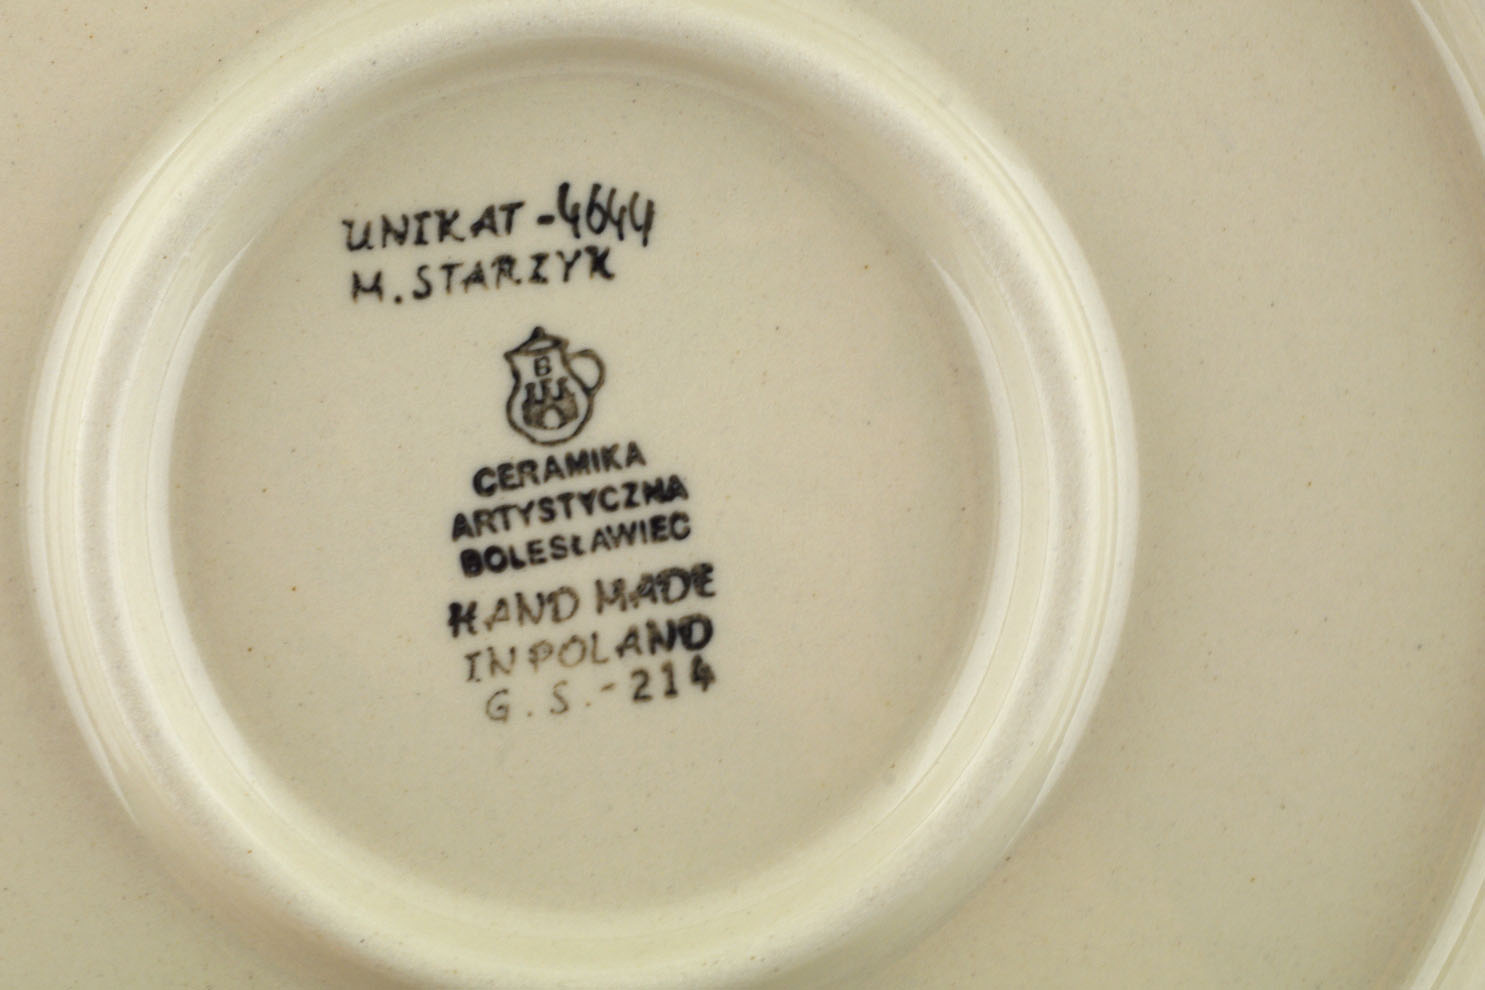 UNIKAT-4644
M. STARZYK
B
CERAMIKA
ARTYSTYCZNA
BOLESŁAWIEC
HAND MADE
IN POLAND
G.S.-214